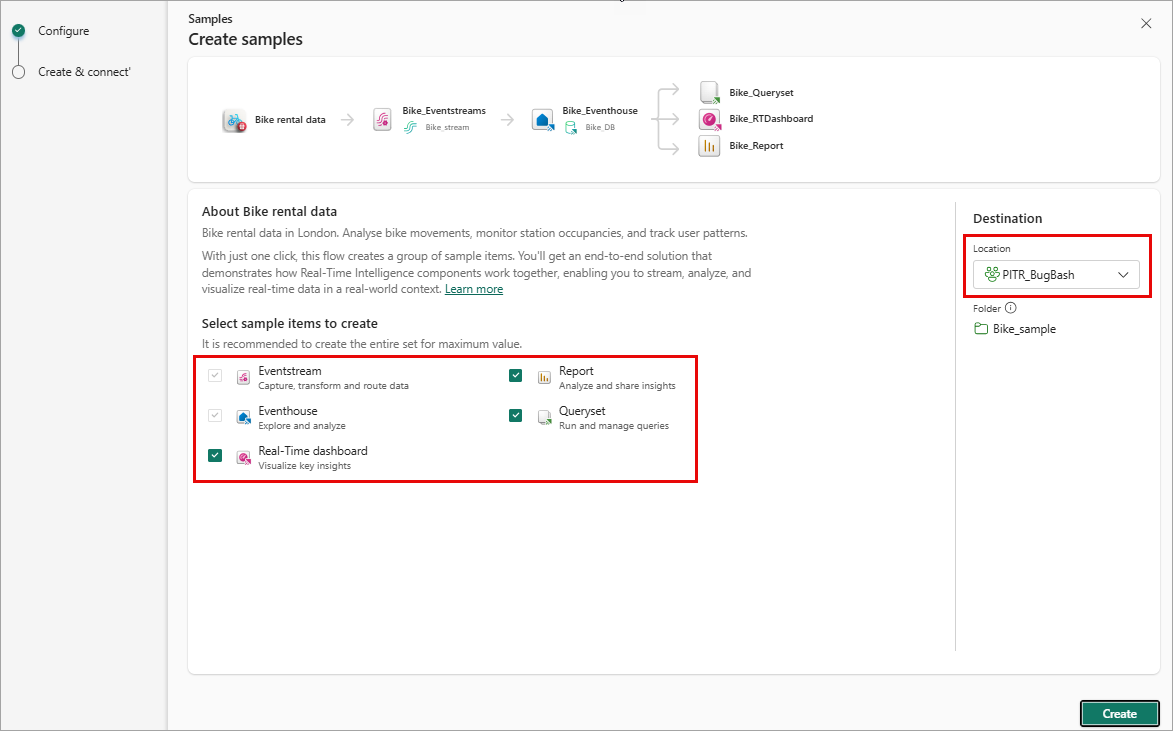 Configure
Create & connect'
Samples
Create samples
Bike rental data
Bike_Eventstreams
Bike_stream
Bike_Eventhouse
Bike_DB
Bike_Queryset
Bike_RTDashboard
Bike_Report
About Bike rental data
Bike rental data in London. Analyse bike movements, monitor station occupancies, and track user patterns.
With just one click, this flow creates a group of sample items. You'll get an end-to-end solution that
demonstrates how Real-Time Intelligence components work together, enabling you to stream, analyze, and
visualize real-time data in a real-world context. Learn more
Select sample items to create
It is recommended to create the entire set for maximum value.
Eventstream
Capture, transform and route data
Report
Analyze and share insights
Eventhouse
Explore and analyze
Queryset
Run and manage queries
Real-Time dashboard
Visualize key insights
Destination
Location
PITR_BugBash
Folder
Bike_sample
Create